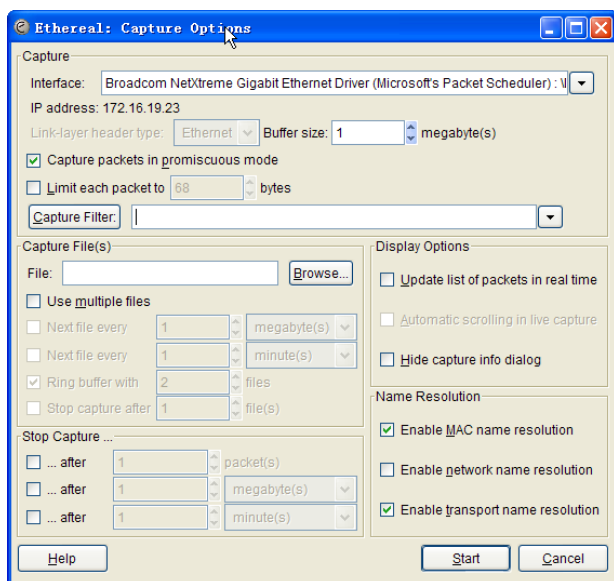 Ethereal: Capture Options
Capture
Interface: Broadcom NetXtreme Gigabit Ethernet Driver (Microsoft's Packet Scheduler) : \
IP address: 172.16.19.23
Link-layer header type: Ethernet Buffer size: 1 megabyte(s)
Capture packets in promiscuous mode
Limit each packet to 68 bytes
Capture Filter:
Capture File(s)
File: Browse...
Use multiple files
Next file every 1 megabyte(s)
Next file every 1 minute(s)
Ring buffer with 2 files
Stop capture after 1 file(s)
Stop Capture ...
... after 1 packet(s)
... after 1 megabyte(s)
... after 1 minute(s)
Display Options
Update list of packets in real time
Automatic scrolling in live capture
Hide capture info dialog
Name Resolution
Enable MAC name resolution
Enable network name resolution
Enable transport name resolution
Help Start Cancel